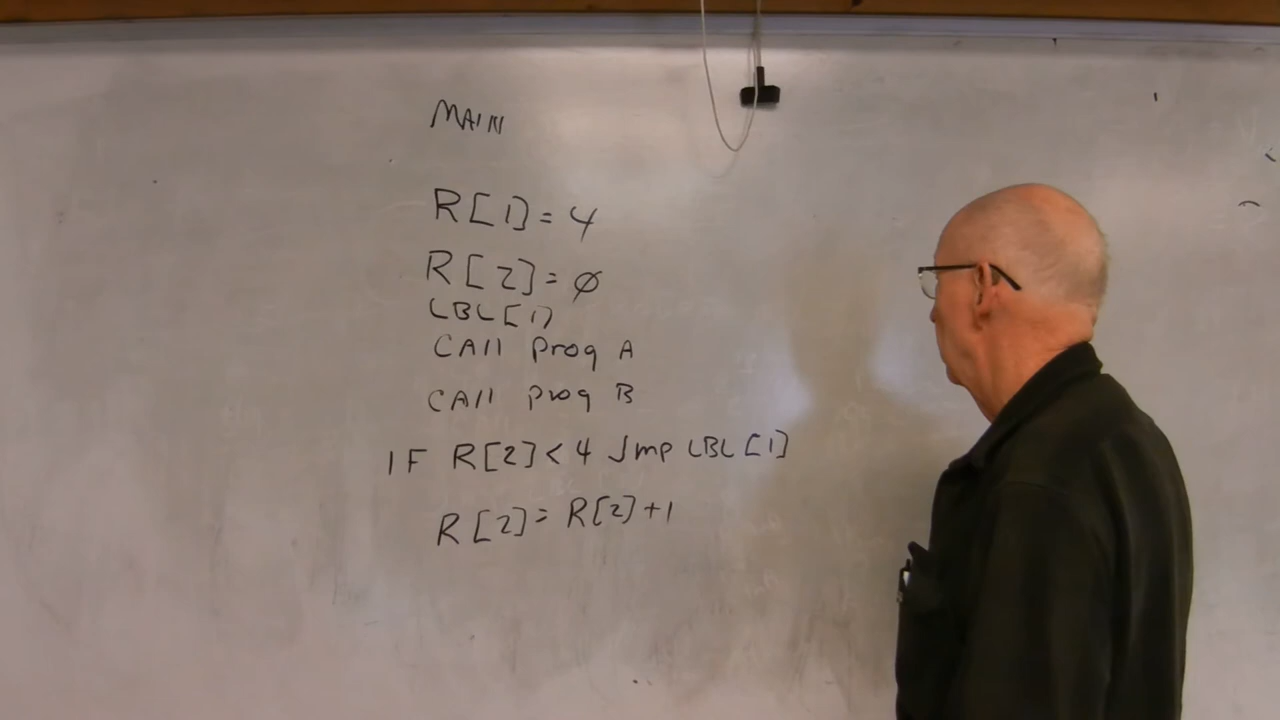 MAIN
R[1]=4
R[2]=Ø
LBL[1]
CAll Prog A
CAll prog B
IF R[2]<4 Jmp LBL[1]
R[2]=R[2]+1